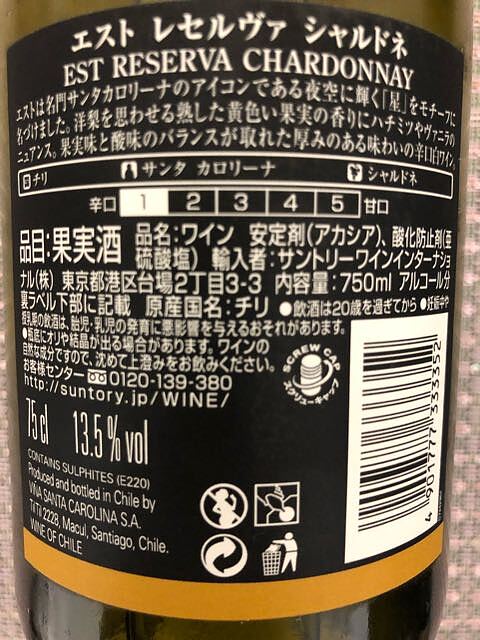 エスト レセルヴァ シャルドネ
EST RESERVA CHARDONNAY
エストは名門サンタカロリーナのアイコンである夜空に輝く「星」をモチーフに
名づけました。洋梨を思わせる熟した黄色い果実の香りにハチミツやヴァニラの
ニュアンス。果実味と酸味のバランスが取れた厚みのある味わいの辛口白ワイン。
チリ サンタ カロリーナ シャルドネ
辛口 1 2 3 4 5 甘口
品目:果実酒 品名:ワイン 安定剤(アカシア)、酸化防止剤(亜
硫酸塩) 輸入者:サントリーワインインターナショ
ナル(株) 東京都港区台場2丁目3-3 内容量:750ml アルコール分
裏ラベル下部に記載 原産国名:チリ ●飲酒は20歳を過ぎてから ●妊娠中や
授乳期の飲酒は、胎児・乳児の発育に悪影響を与えるおそれがあります。
●瓶底にオリや結晶が出る場合があります。ワインの
自然な成分ですので、沈めて上澄みをお飲みください。
お客様センター 0120-139-380
http://suntory.jp/WINE/
SCREW CAP
スクリューキャップ
75cl 13.5%vol
CONTAINS SULPHITES (E220)
Produced and bottled in Chile by
VIÑA SANTA CAROLINA S.A.
Til Til 2228, Macul, Santiago, Chile.
WINE OF CHILE
4 901777 333352